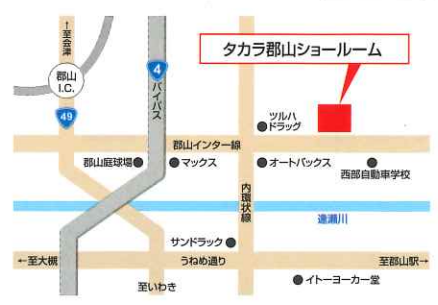 ↑至会津
郡山
I.C.
49
4
バイパス
タカラ郡山ショールーム
ツルハ
ドラッグ
郡山インター線
郡山庭球場
マックス
オートバックス
西部自動車学校
内環状線
逢瀬川
サンドラック
←至大槻
うねめ通り
至郡山駅→
至いわき
イトーヨーカー堂